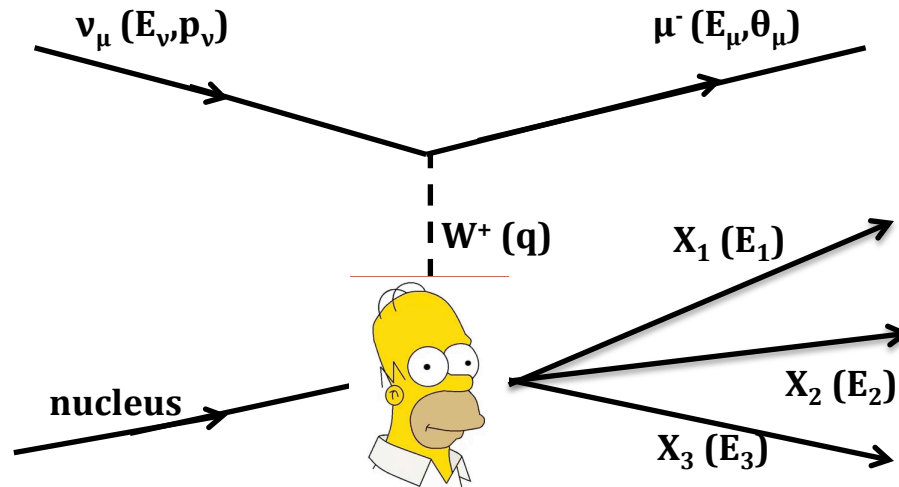 ν_μ (E_ν,p_ν)
μ⁻ (E_μ,θ_μ)
W⁺ (q)
X₁ (E₁)
nucleus
X₂ (E₂)
X₃ (E₃)